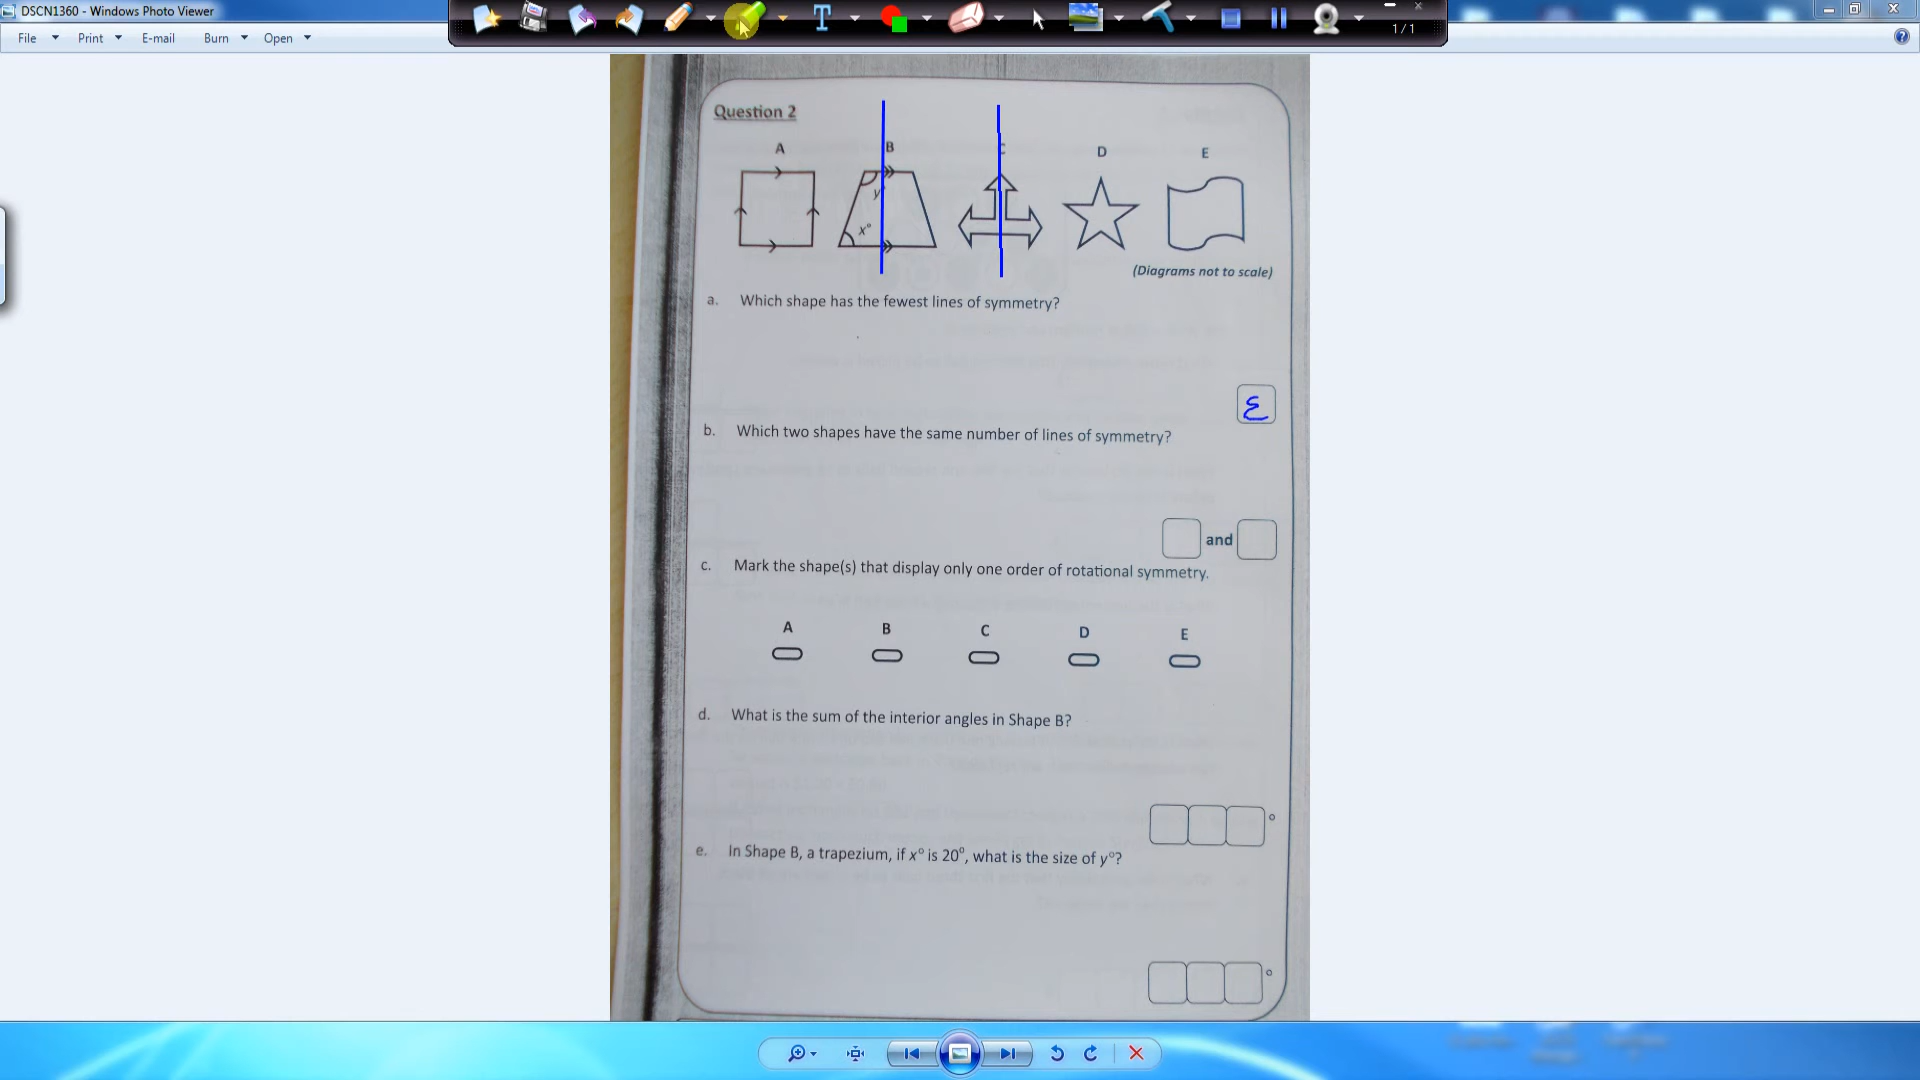 DSCN1360 - Windows Photo Viewer
File Print E-mail Burn Open
1/1
Question 2
A B C D E
y
x°
(Diagrams not to scale)
a. Which shape has the fewest lines of symmetry?
E
b. Which two shapes have the same number of lines of symmetry?
and
c. Mark the shape(s) that display only one order of rotational symmetry.
A B C D E
d. What is the sum of the interior angles in Shape B?
°
e. In Shape B, a trapezium, if x° is 20°, what is the size of y°?
°